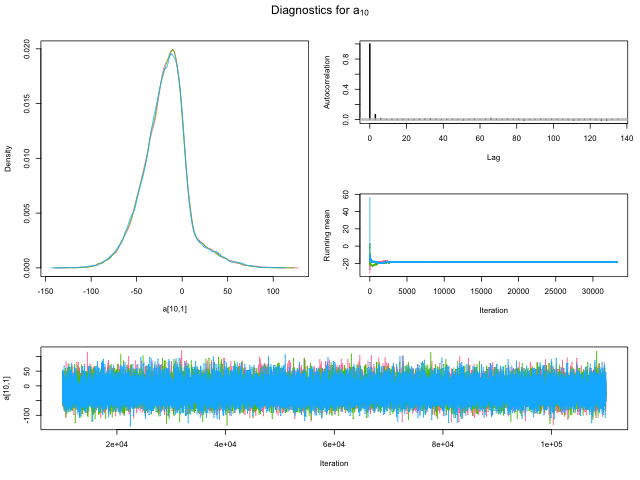 Diagnostics for a10
Density
0.000
0.005
0.010
0.015
0.020
-150
-100
-50
0
50
100
a[10,1]
Autocorrelation
0.0
0.4
0.8
0
20
40
60
80
100
120
140
Lag
Running mean
-20
0
20
40
60
0
5000
10000
15000
20000
25000
30000
Iteration
a[10,1]
-100
0
50
2e+04
4e+04
6e+04
8e+04
1e+05
Iteration